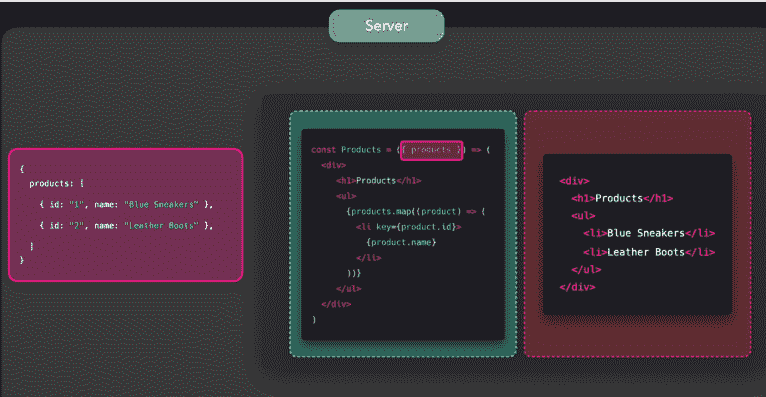 Server
{
products: [
{ id: "1", name: "Blue Sneakers" },
{ id: "2", name: "Leather Boots" },
]
}
const Products = ({ products }) => (
<div>
<h1>Products</h1>
<ul>
{products.map((product) => (
<li key={product.id}>
{product.name}
</li>
))}
</ul>
</div>
)
<div>
<h1>Products</h1>
<ul>
<li>Blue Sneakers</li>
<li>Leather Boots</li>
</ul>
</div>